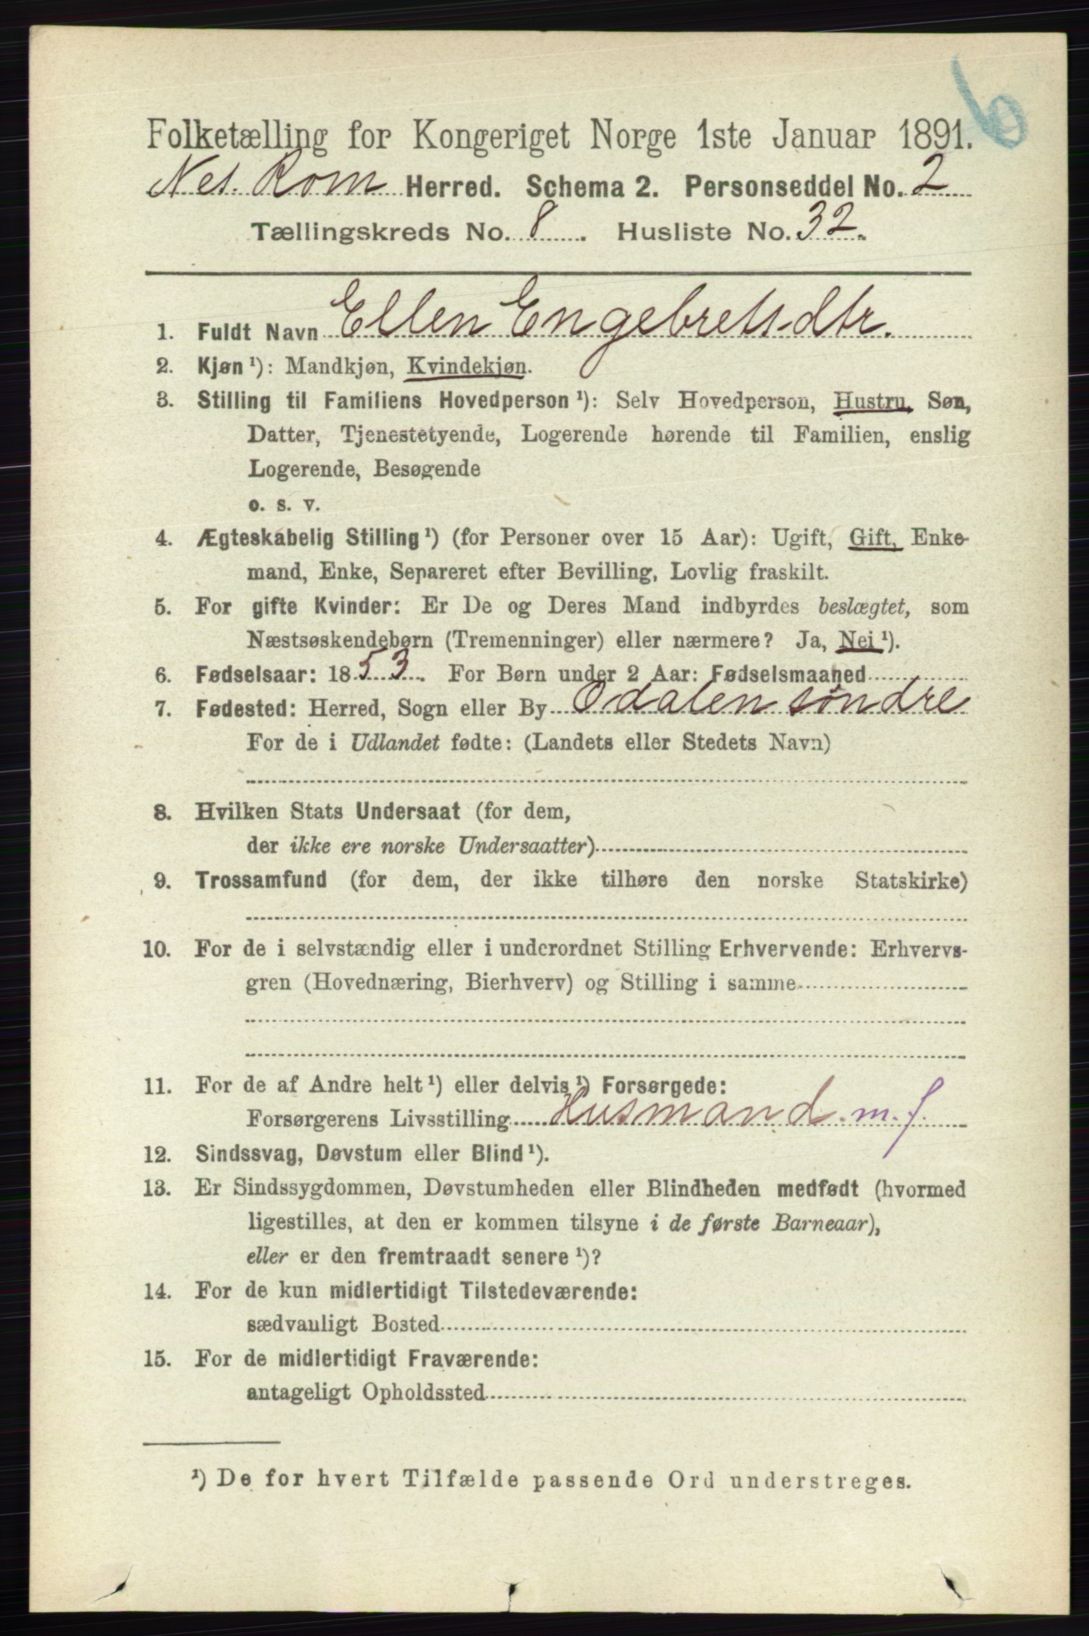 6
Folketælling for Kongeriget Norge 1ste Januar 1891.
Nes. Rom Herred. Schema 2. Personseddel No. 2
Tællingskreds No. 8. Husliste No. 32.
1. Fuldt Navn Ellen Engebretsdtr.
2. Kjøn ¹): Mandkjøn, Kvindekjøn.
3. Stilling til Familiens Hovedperson ¹): Selv Hovedperson, Hustru, Søn,
Datter, Tjenestetyende, Logerende hørende til Familien, enslig
Logerende, Besøgende
o. s. v.
4. Ægteskabelig Stilling ¹) (for Personer over 15 Aar): Ugift, Gift, Enke-
mand, Enke, Separeret efter Bevilling, Lovlig fraskilt.
5. For gifte Kvinder: Er De og Deres Mand indbyrdes beslægtet, som
Næstsøskendebørn (Tremenninger) eller nærmere? Ja, Nei ¹).
6. Fødselsaar: 1853. For Børn under 2 Aar: Fødselsmaaned
7. Fødested: Herred, Sogn eller By Odalen søndre
For de i Udlandet fødte: (Landets eller Stedets Navn)
8. Hvilken Stats Undersaat (for dem,
der ikke ere norske Undersaatter)
9. Trossamfund (for dem, der ikke tilhøre den norske Statskirke)
10. For de i selvstændig eller i underordnet Stilling Erhvervende: Erhvervs-
gren (Hovednæring, Bierhverv) og Stilling i samme
11. For de af Andre helt ¹) eller delvis ¹) Forsørgede:
Forsørgerens Livsstilling Husmand m. j.
12. Sindssvag, Døvstum eller Blind ¹).
13. Er Sindssygdommen, Døvstumheden eller Blindheden medfødt (hvormed
ligestilles, at den er kommen tilsyne i de første Barneaar),
eller er den fremtraadt senere ¹)?
14. For de kun midlertidigt Tilstedeværende:
sædvanligt Bosted
15. For de midlertidigt Fraværende:
antageligt Opholdssted
¹) De for hvert Tilfælde passende Ord understreges.